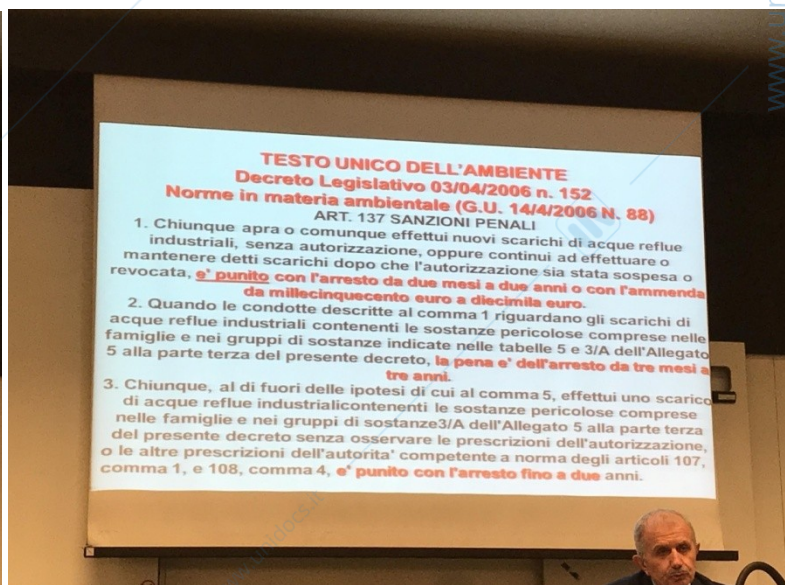 TESTO UNICO DELL'AMBIENTE
Decreto Legislativo 03/04/2006 n. 152
Norme in materia ambientale (G.U. 14/4/2006 N. 88)
ART. 137 SANZIONI PENALI
1. Chiunque apra o comunque effettui nuovi scarichi di acque reflue
industriali, senza autorizzazione, oppure continui ad effettuare o
mantenere detti scarichi dopo che l'autorizzazione sia stata sospesa o
revocata, e' punito con l'arresto da due mesi a due anni o con l'ammenda
da millecinquecento euro a diecimila euro.
2. Quando le condotte descritte al comma 1 riguardano gli scarichi di
acque reflue industriali contenenti le sostanze pericolose comprese nelle
famiglie e nei gruppi di sostanze indicate nelle tabelle 5 e 3/A dell'Allegato
5 alla parte terza del presente decreto, la pena e' dell'arresto da tre mesi a
tre anni.
3. Chiunque, al di fuori delle ipotesi di cui al comma 5, effettui uno scarico
di acque reflue industrialicontenenti le sostanze pericolose comprese
nelle famiglie e nei gruppi di sostanze3/A dell'Allegato 5 alla parte terza
del presente decreto senza osservare le prescrizioni dell'autorizzazione,
o le altre prescrizioni dell'autorita' competente a norma degli articoli 107,
comma 1, e 108, comma 4, e' punito con l'arresto fino a due anni.